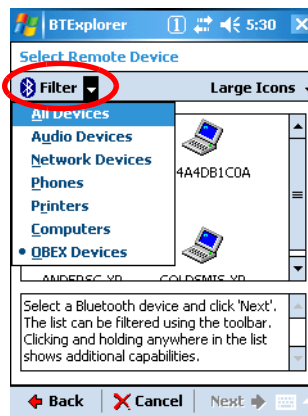 BTExplorer 1 5:30
Select Remote Device
Filter Large Icons
All Devices
Audio Devices
Network Devices
Phones
Printers
Computers
OBEX Devices
4A4DB1C0A
Select a Bluetooth device and click 'Next'.
The list can be filtered using the toolbar.
Clicking and holding anywhere in the list
shows additional capabilities.
Back Cancel Next